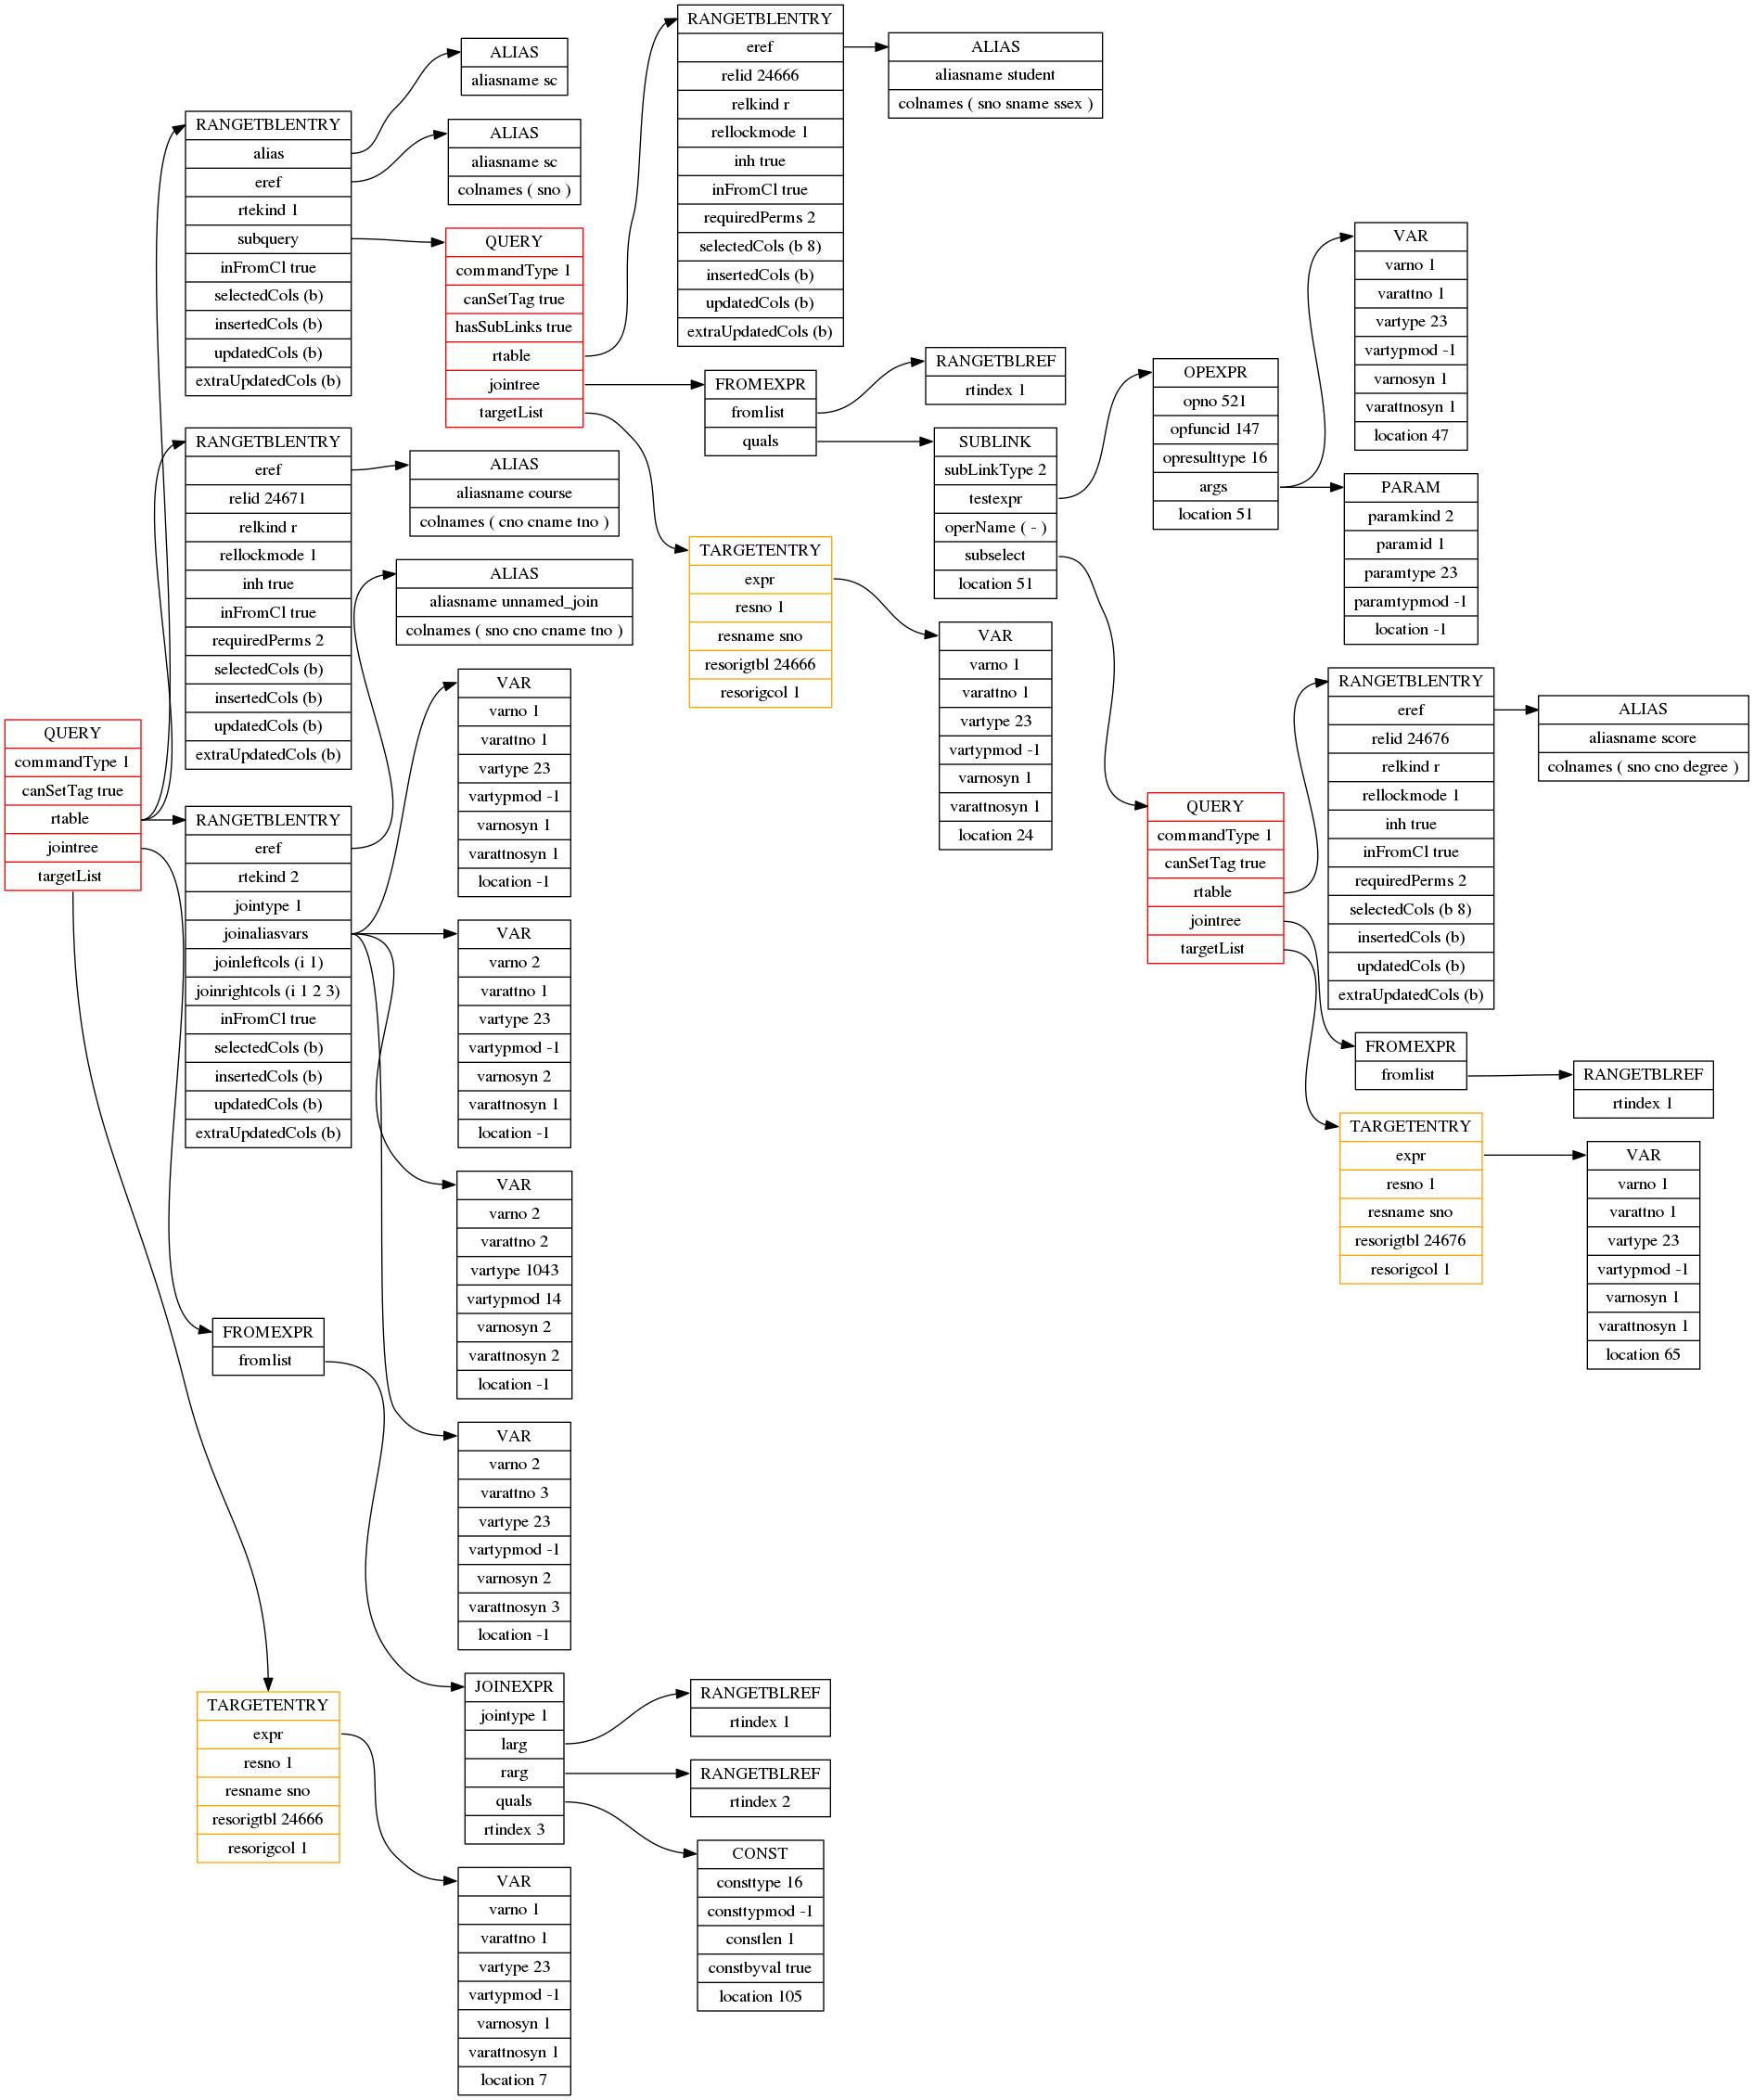 QUERY
commandType 1
canSetTag true
rtable
jointree
targetList
RANGETBLENTRY
alias
eref
rtekind 1
subquery
inFromCl true
selectedCols (b)
insertedCols (b)
updatedCols (b)
extraUpdatedCols (b)
RANGETBLENTRY
eref
relid 24671
relkind r
rellockmode 1
inh true
inFromCl true
requiredPerms 2
selectedCols (b)
insertedCols (b)
updatedCols (b)
extraUpdatedCols (b)
RANGETBLENTRY
eref
rtekind 2
jointype 1
joinaliasvars
joinleftcols (i 1)
joinrightcols (i 1 2 3)
inFromCl true
selectedCols (b)
insertedCols (b)
updatedCols (b)
extraUpdatedCols (b)
FROMEXPR
fromlist
TARGETENTRY
expr
resno 1
resname sno
resorigtbl 24666
resorigcol 1
ALIAS
aliasname sc
ALIAS
aliasname sc
colnames ( sno )
QUERY
commandType 1
canSetTag true
hasSubLinks true
rtable
jointree
targetList
ALIAS
aliasname course
colnames ( cno cname tno )
ALIAS
aliasname unnamed_join
colnames ( sno cno cname tno )
VAR
varno 1
varattno 1
vartype 23
vartypmod -1
varnosyn 1
varattnosyn 1
location -1
VAR
varno 2
varattno 1
vartype 23
vartypmod -1
varnosyn 2
varattnosyn 1
location -1
VAR
varno 2
varattno 2
vartype 1043
vartypmod 14
varnosyn 2
varattnosyn 2
location -1
VAR
varno 2
varattno 3
vartype 23
vartypmod -1
varnosyn 2
varattnosyn 3
location -1
JOINEXPR
jointype 1
larg
rarg
quals
rtindex 3
VAR
varno 1
varattno 1
vartype 23
vartypmod -1
varnosyn 1
varattnosyn 1
location 7
RANGETBLENTRY
eref
relid 24666
relkind r
rellockmode 1
inh true
inFromCl true
requiredPerms 2
selectedCols (b 8)
insertedCols (b)
updatedCols (b)
extraUpdatedCols (b)
FROMEXPR
fromlist
quals
TARGETENTRY
expr
resno 1
resname sno
resorigtbl 24666
resorigcol 1
RANGETBLREF
rtindex 1
RANGETBLREF
rtindex 2
CONST
consttype 16
consttypmod -1
constlen 1
constbyval true
location 105
ALIAS
aliasname student
colnames ( sno sname ssex )
RANGETBLREF
rtindex 1
SUBLINK
subLinkType 2
testexpr
operName ( - )
subselect
location 51
VAR
varno 1
varattno 1
vartype 23
vartypmod -1
varnosyn 1
varattnosyn 1
location 24
OPEXPR
opno 521
opfuncid 147
opresulttype 16
args
location 51
QUERY
commandType 1
canSetTag true
rtable
jointree
targetList
VAR
varno 1
varattno 1
vartype 23
vartypmod -1
varnosyn 1
varattnosyn 1
location 47
PARAM
paramkind 2
paramid 1
paramtype 23
paramtypmod -1
location -1
RANGETBLENTRY
eref
relid 24676
relkind r
rellockmode 1
inh true
inFromCl true
requiredPerms 2
selectedCols (b 8)
insertedCols (b)
updatedCols (b)
extraUpdatedCols (b)
FROMEXPR
fromlist
TARGETENTRY
expr
resno 1
resname sno
resorigtbl 24676
resorigcol 1
ALIAS
aliasname score
colnames ( sno cno degree )
RANGETBLREF
rtindex 1
VAR
varno 1
varattno 1
vartype 23
vartypmod -1
varnosyn 1
varattnosyn 1
location 65